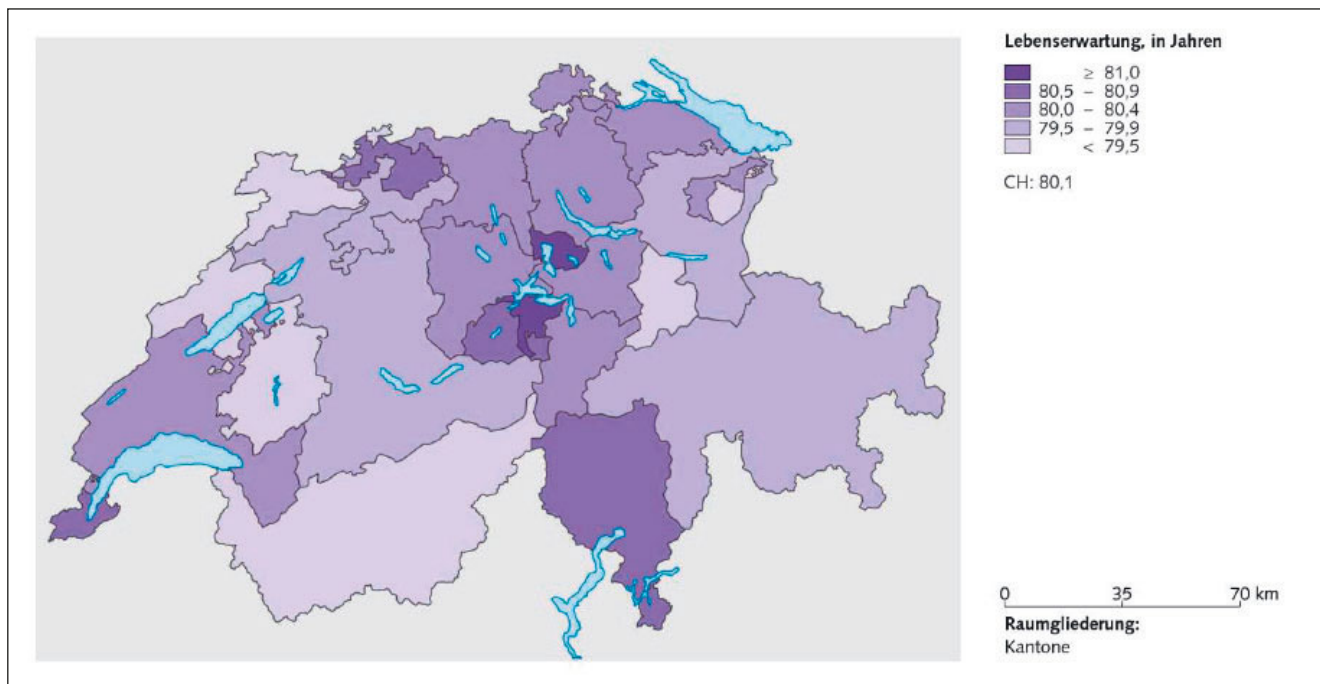 Lebenserwartung, in Jahren
≥ 81,0
80,5 – 80,9
80,0 – 80,4
79,5 – 79,9
< 79,5
CH: 80,1
0 35 70 km
Raumgliederung:
Kantone